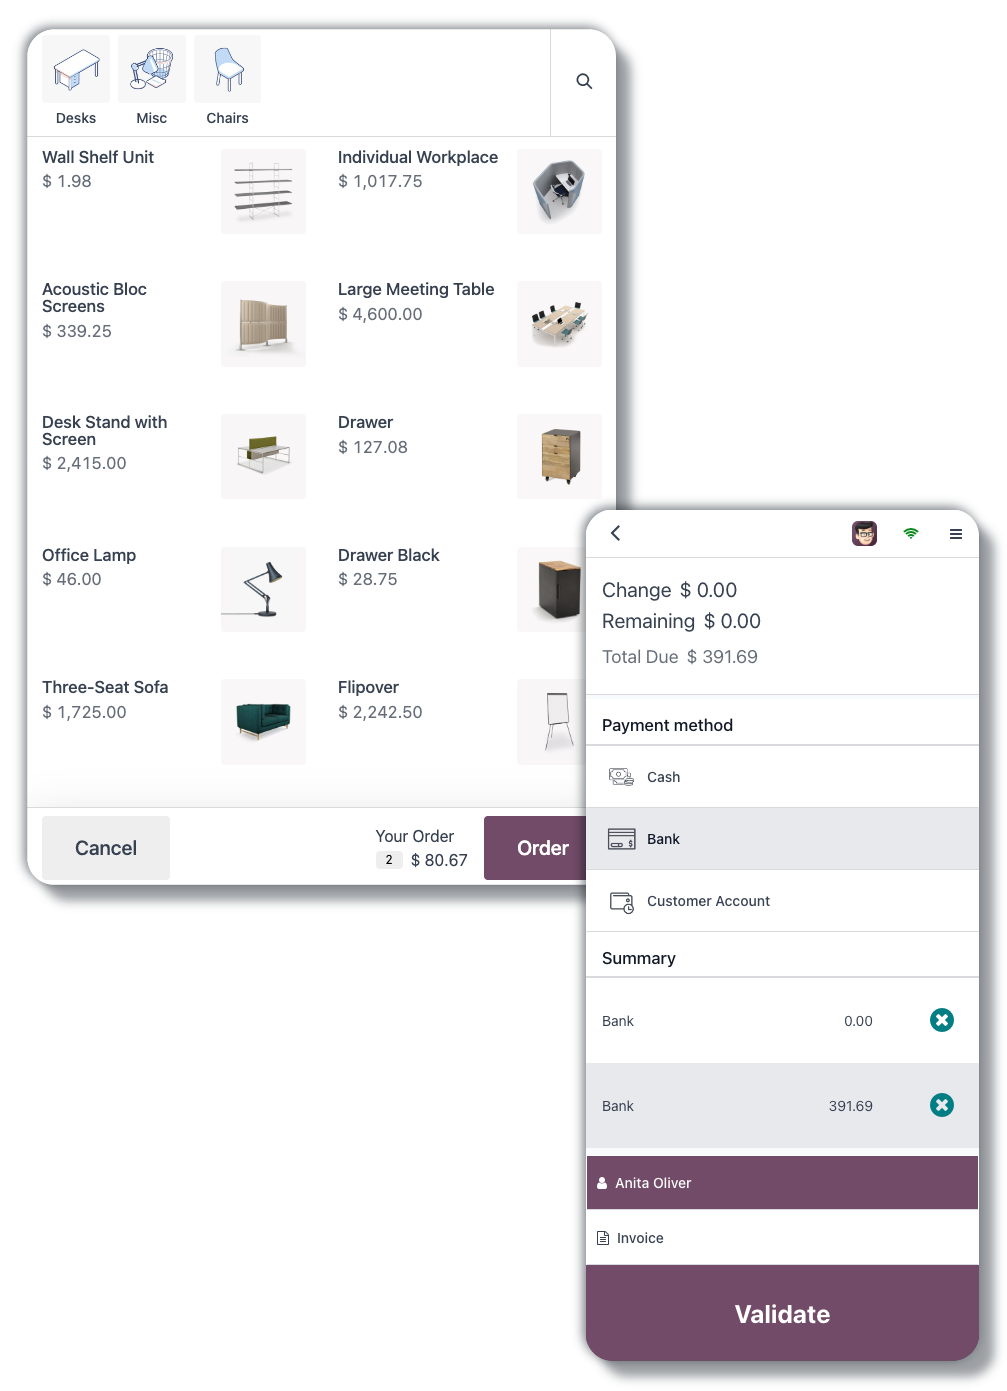 Desks
Misc
Chairs
Wall Shelf Unit
$ 1.98
Individual Workplace
$ 1,017.75
Acoustic Bloc
Screens
$ 339.25
Large Meeting Table
$ 4,600.00
Desk Stand with
Screen
$ 2,415.00
Drawer
$ 127.08
Office Lamp
$ 46.00
Drawer Black
$ 28.75
Three-Seat Sofa
$ 1,725.00
Flipover
$ 2,242.50
Cancel
Your Order
2 $ 80.67
Order
Change $ 0.00
Remaining $ 0.00
Total Due $ 391.69
Payment method
Cash
Bank
Customer Account
Summary
Bank 0.00
Bank 391.69
Anita Oliver
Invoice
Validate